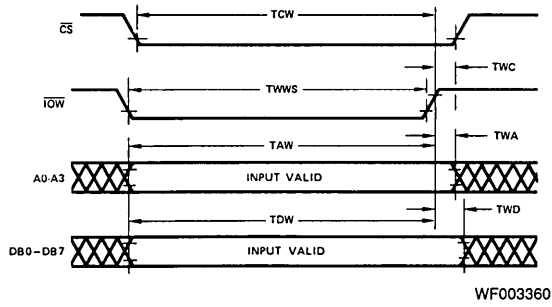 TCW
CS
TWC
TWWS
IOW
TAW
TWA
A0-A3
INPUT VALID
TDW
TWD
DB0–DB7
INPUT VALID
WF003360